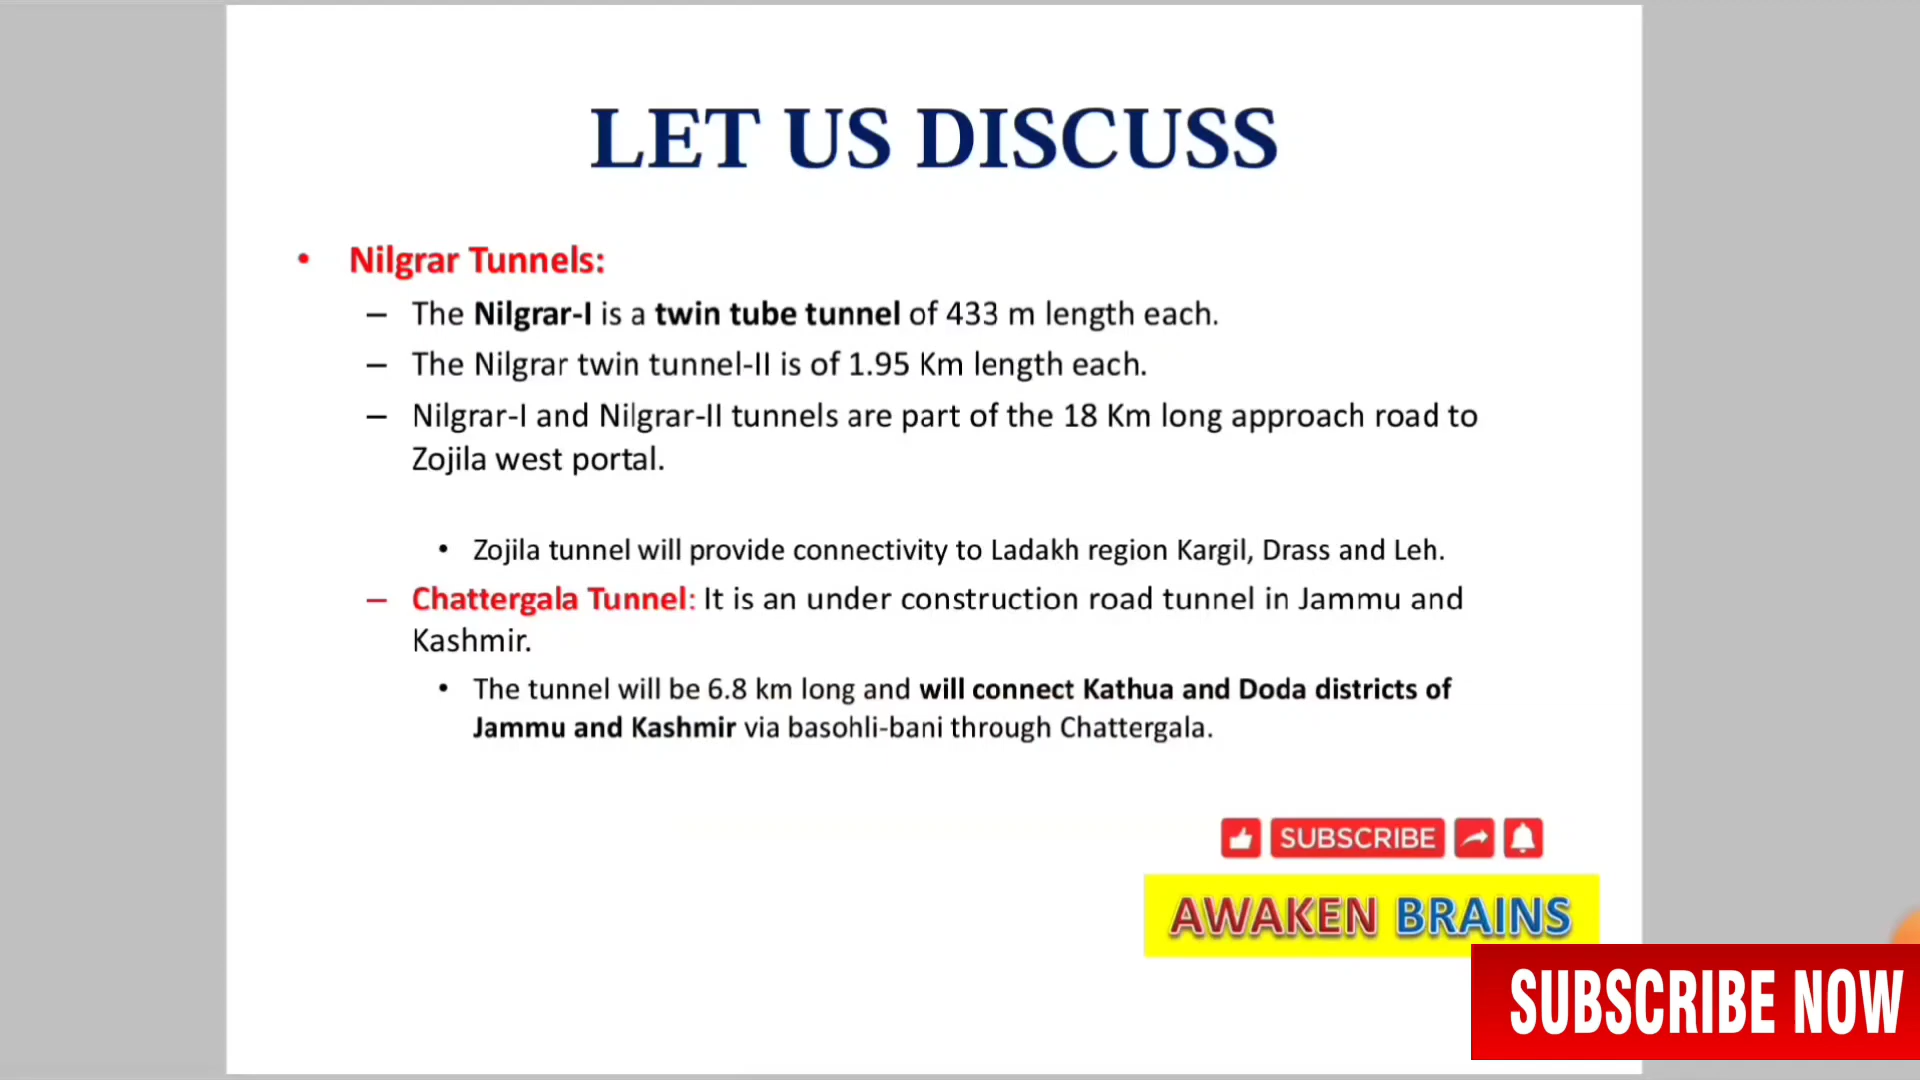 LET US DISCUSS
• Nilgrar Tunnels:
– The Nilgrar-I is a twin tube tunnel of 433 m length each.
– The Nilgrar twin tunnel-II is of 1.95 Km length each.
– Nilgrar-I and Nilgrar-II tunnels are part of the 18 Km long approach road to
Zojila west portal.
• Zojila tunnel will provide connectivity to Ladakh region Kargil, Drass and Leh.
– Chattergala Tunnel: It is an under construction road tunnel in Jammu and
Kashmir.
• The tunnel will be 6.8 km long and will connect Kathua and Doda districts of
Jammu and Kashmir via basohli-bani through Chattergala.
SUBSCRIBE
AWAKEN BRAINS
SUBSCRIBE NOW